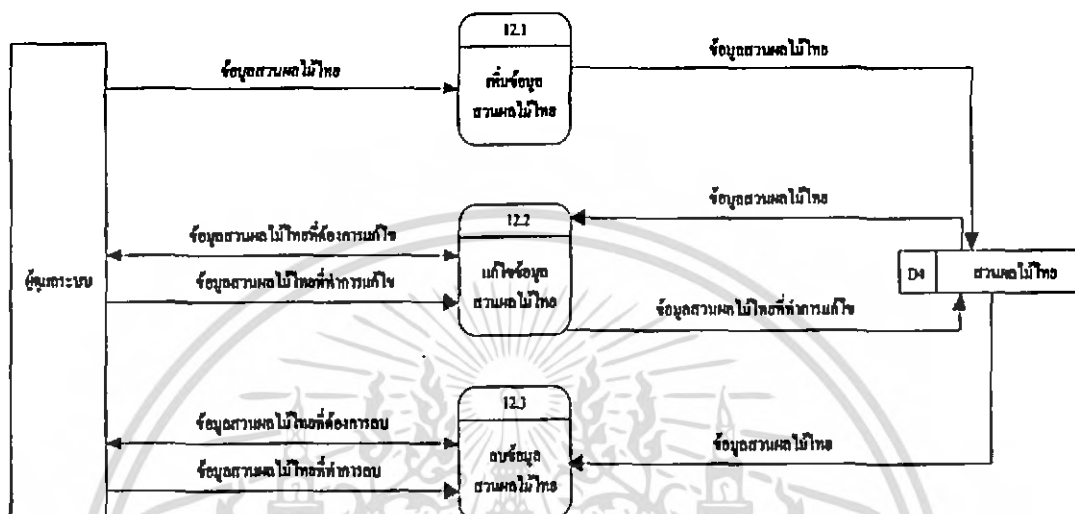 12.1
ข้อมูลสวนผลไม้ไทย
เพิ่มข้อมูล
สวนผลไม้ไทย
ข้อมูลสวนผลไม้ไทย
ผู้ดูแลระบบ
12.2
ข้อมูลสวนผลไม้ไทยที่ต้องการแก้ไข
ข้อมูลสวนผลไม้ไทยที่ทำการแก้ไข
แก้ไขข้อมูล
สวนผลไม้ไทย
ข้อมูลสวนผลไม้ไทย
ข้อมูลสวนผลไม้ไทยที่ทำการแก้ไข
D4 สวนผลไม้ไทย
12.3
ข้อมูลสวนผลไม้ไทยที่ต้องการลบ
ข้อมูลสวนผลไม้ไทยที่ทำการลบ
ลบข้อมูล
สวนผลไม้ไทย
ข้อมูลสวนผลไม้ไทย